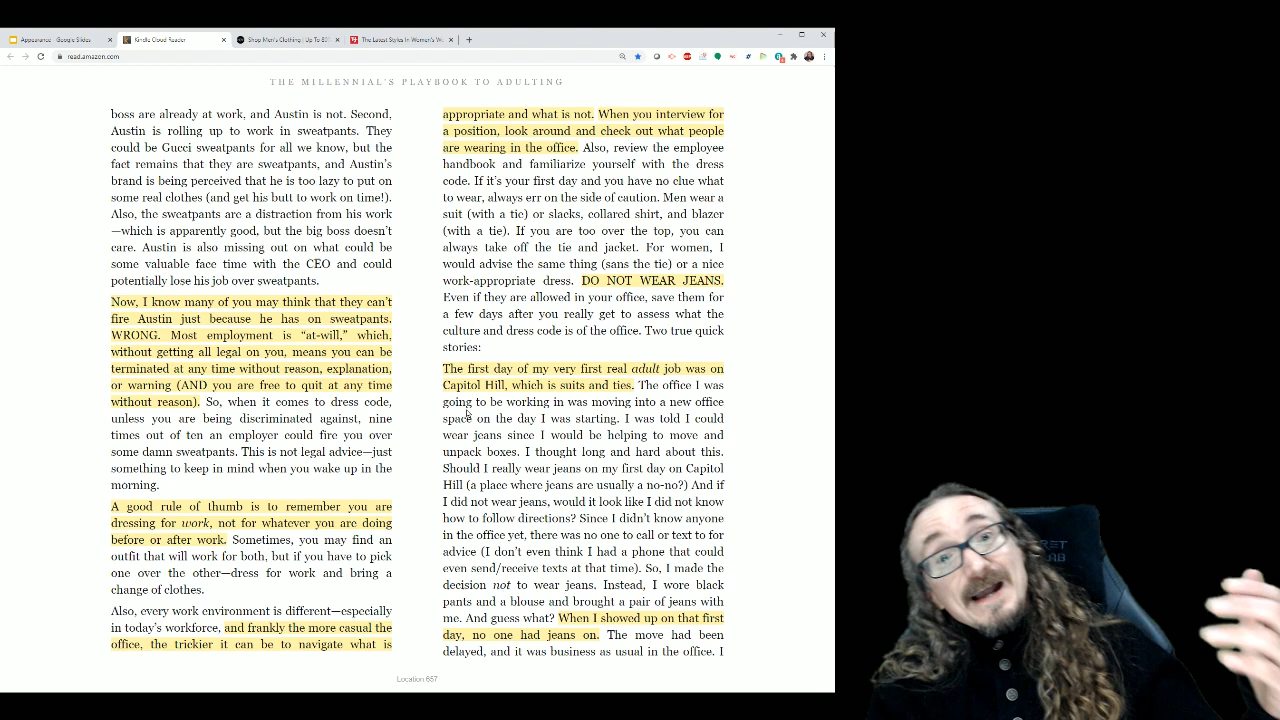 Appearance - Google Slides
Kindle Cloud Reader
Shop Men's Clothing | Up To 80%
The Latest Styles In Women's Wo
read.amazon.com
THE MILLENNIAL'S PLAYBOOK TO ADULTING
boss are already at work, and Austin is not. Second,
Austin is rolling up to work in sweatpants. They
could be Gucci sweatpants for all we know, but the
fact remains that they are sweatpants, and Austin's
brand is being perceived that he is too lazy to put on
some real clothes (and get his butt to work on time!).
Also, the sweatpants are a distraction from his work
—which is apparently good, but the big boss doesn't
care. Austin is also missing out on what could be
some valuable face time with the CEO and could
potentially lose his job over sweatpants.
Now, I know many of you may think that they can't
fire Austin just because he has on sweatpants.
WRONG. Most employment is “at-will,” which,
without getting all legal on you, means you can be
terminated at any time without reason, explanation,
or warning (AND you are free to quit at any time
without reason). So, when it comes to dress code,
unless you are being discriminated against, nine
times out of ten an employer could fire you over
some damn sweatpants. This is not legal advice—just
something to keep in mind when you wake up in the
morning.
A good rule of thumb is to remember you are
dressing for work, not for whatever you are doing
before or after work. Sometimes, you may find an
outfit that will work for both, but if you have to pick
one over the other—dress for work and bring a
change of clothes.
Also, every work environment is different—especially
in today's workforce, and frankly the more casual the
office, the trickier it can be to navigate what is
appropriate and what is not. When you interview for
a position, look around and check out what people
are wearing in the office. Also, review the employee
handbook and familiarize yourself with the dress
code. If it's your first day and you have no clue what
to wear, always err on the side of caution. Men wear a
suit (with a tie) or slacks, collared shirt, and blazer
(with a tie). If you are too over the top, you can
always take off the tie and jacket. For women, I
would advise the same thing (sans the tie) or a nice
work-appropriate dress. DO NOT WEAR JEANS.
Even if they are allowed in your office, save them for
a few days after you really get to assess what the
culture and dress code is of the office. Two true quick
stories:
The first day of my very first real adult job was on
Capitol Hill, which is suits and ties. The office I was
going to be working in was moving into a new office
space on the day I was starting. I was told I could
wear jeans since I would be helping to move and
unpack boxes. I thought long and hard about this.
Should I really wear jeans on my first day on Capitol
Hill (a place where jeans are usually a no-no?) And if
I did not wear jeans, would it look like I did not know
how to follow directions? Since I didn't know anyone
in the office yet, there was no one to call or text to for
advice (I don't even think I had a phone that could
even send/receive texts at that time). So, I made the
decision not to wear jeans. Instead, I wore black
pants and a blouse and brought a pair of jeans with
me. And guess what? When I showed up on that first
day, no one had jeans on. The move had been
delayed, and it was business as usual in the office. I
Location 657